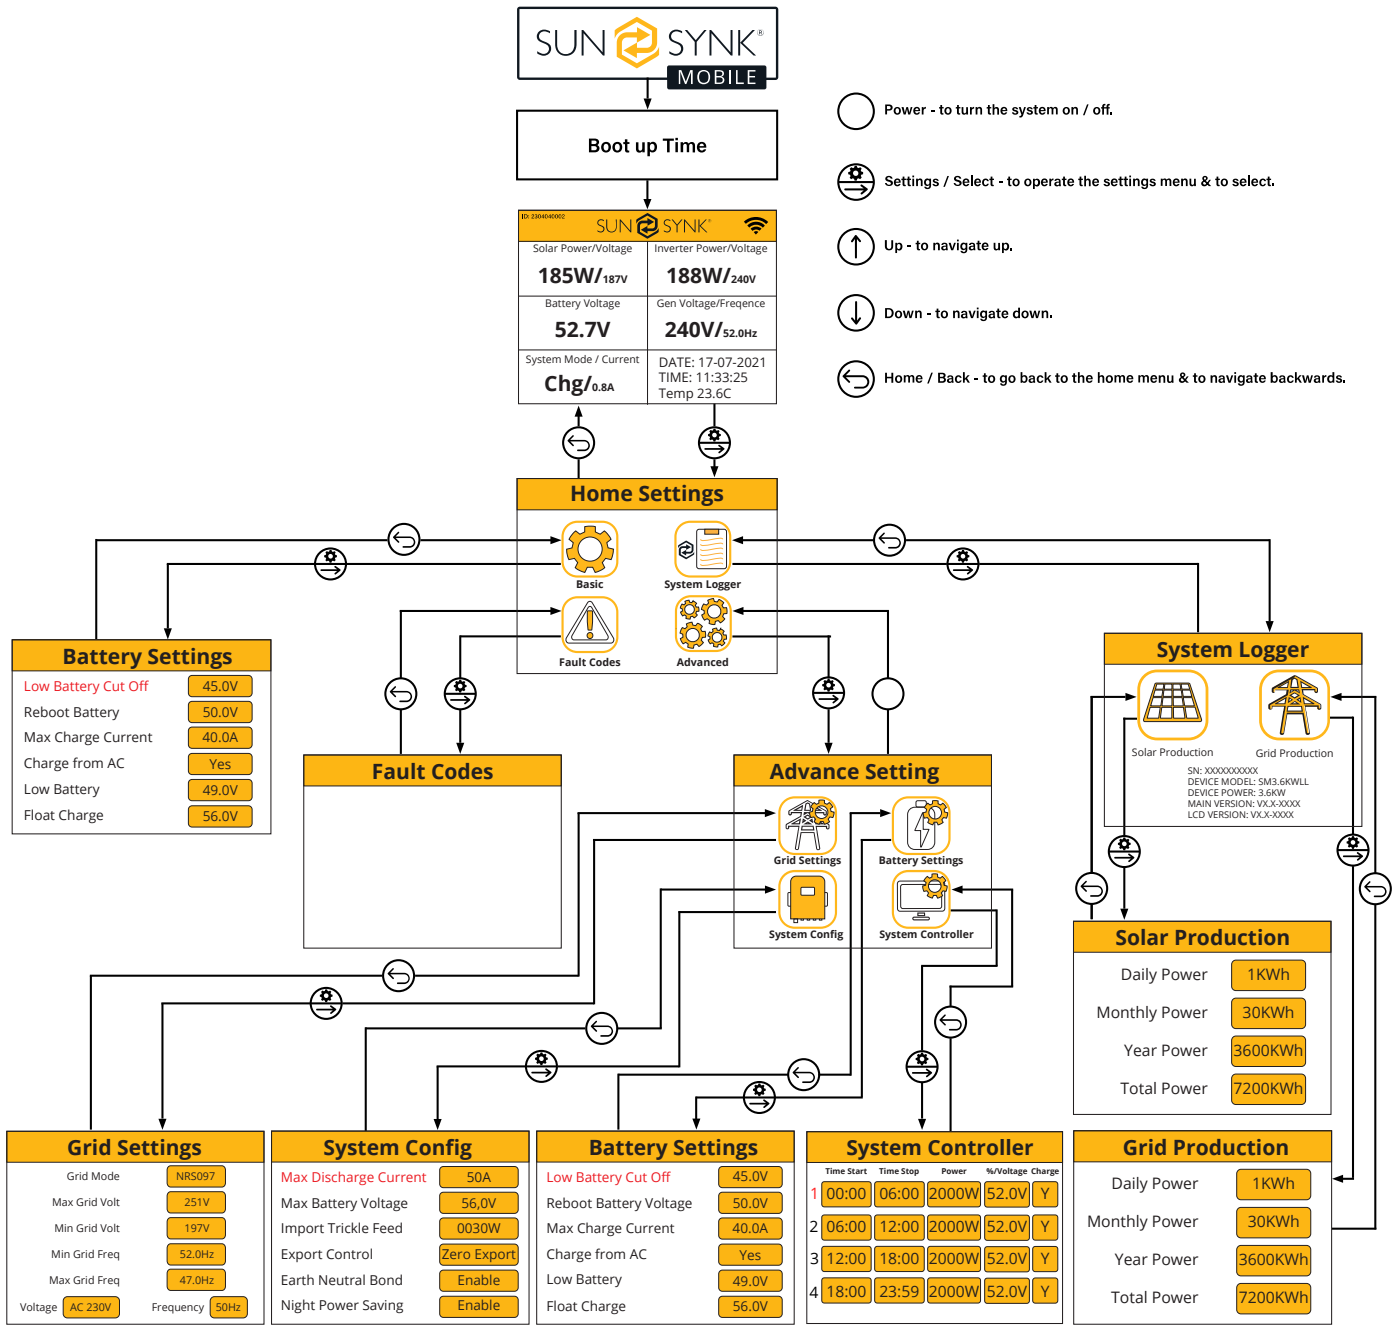 SUN SYNK®
MOBILE
Boot up Time
Power - to turn the system on / off.
Settings / Select - to operate the settings menu & to select.
Up - to navigate up.
Down - to navigate down.
Home / Back - to go back to the home menu & to navigate backwards.
ID: 2304040002
SUN SYNK®
Solar Power/Voltage
185W/187V
Inverter Power/Voltage
188W/240V
Battery Voltage
52.7V
Gen Voltage/Freqence
240V/52.0Hz
System Mode / Current
Chg/0.8A
DATE: 17-07-2021
TIME: 11:33:25
Temp 23.6C
Home Settings
Basic
System Logger
Fault Codes
Advanced
Battery Settings
Low Battery Cut Off 45.0V
Reboot Battery 50.0V
Max Charge Current 40.0A
Charge from AC Yes
Low Battery 49.0V
Float Charge 56.0V
Fault Codes
Advance Setting
Grid Settings
Battery Settings
System Config
System Controller
System Logger
Solar Production
Grid Production
SN: XXXXXXXXXX
DEVICE MODEL: SM3.6KWLL
DEVICE POWER: 3.6KW
MAIN VERSION: VX.X-XXXX
LCD VERSION: VX.X-XXXX
Solar Production
Daily Power 1KWh
Monthly Power 30KWh
Year Power 3600KWh
Total Power 7200KWh
Grid Settings
Grid Mode NRS097
Max Grid Volt 251V
Min Grid Volt 197V
Min Grid Freq 52.0Hz
Max Grid Freq 47.0Hz
Voltage AC 230V Frequency 50Hz
System Config
Max Discharge Current 50A
Max Battery Voltage 56,0V
Import Trickle Feed 0030W
Export Control Zero Export
Earth Neutral Bond Enable
Night Power Saving Enable
Battery Settings
Low Battery Cut Off 45.0V
Reboot Battery Voltage 50.0V
Max Charge Current 40.0A
Charge from AC Yes
Low Battery 49.0V
Float Charge 56.0V
System Controller
Time Start Time Stop Power %/Voltage Charge
1 00:00 06:00 2000W 52.0V Y
2 06:00 12:00 2000W 52.0V Y
3 12:00 18:00 2000W 52.0V Y
4 18:00 23:59 2000W 52.0V Y
Grid Production
Daily Power 1KWh
Monthly Power 30KWh
Year Power 3600KWh
Total Power 7200KWh